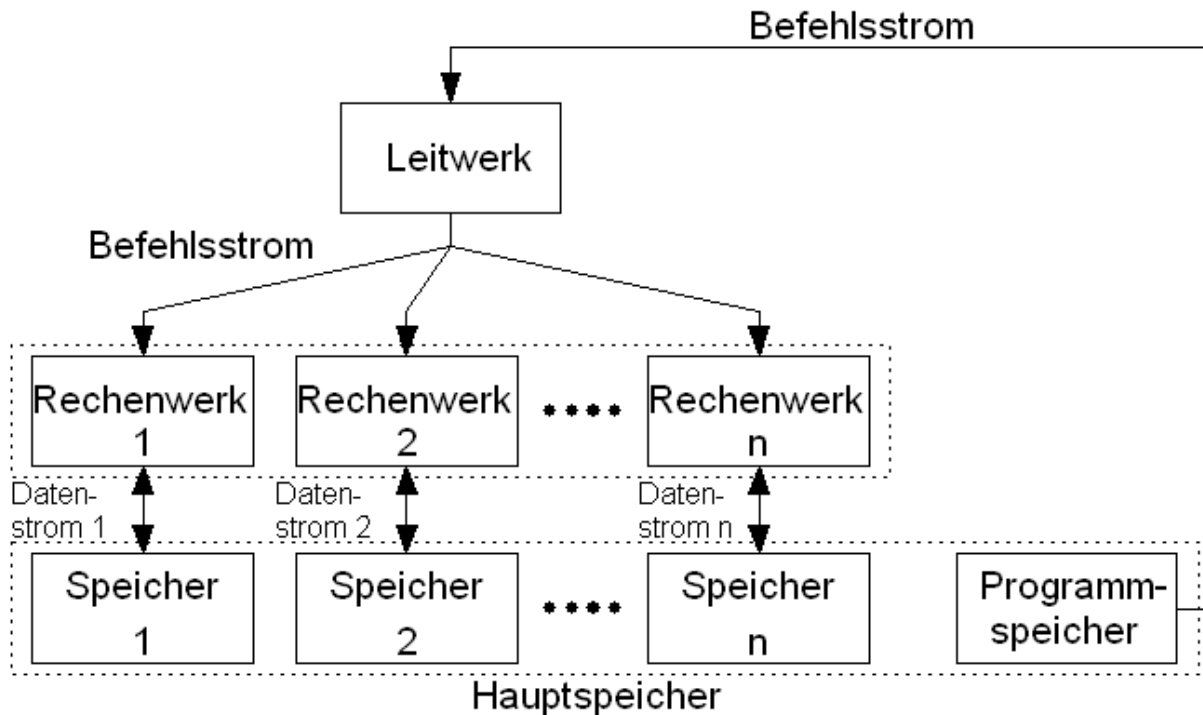 Befehlsstrom
Leitwerk
Befehlsstrom
Rechenwerk
1
Rechenwerk
2
Rechenwerk
n
Daten-
strom 1
Daten-
strom 2
Daten-
strom n
Speicher
1
Speicher
2
Speicher
n
Programm-
speicher
Hauptspeicher